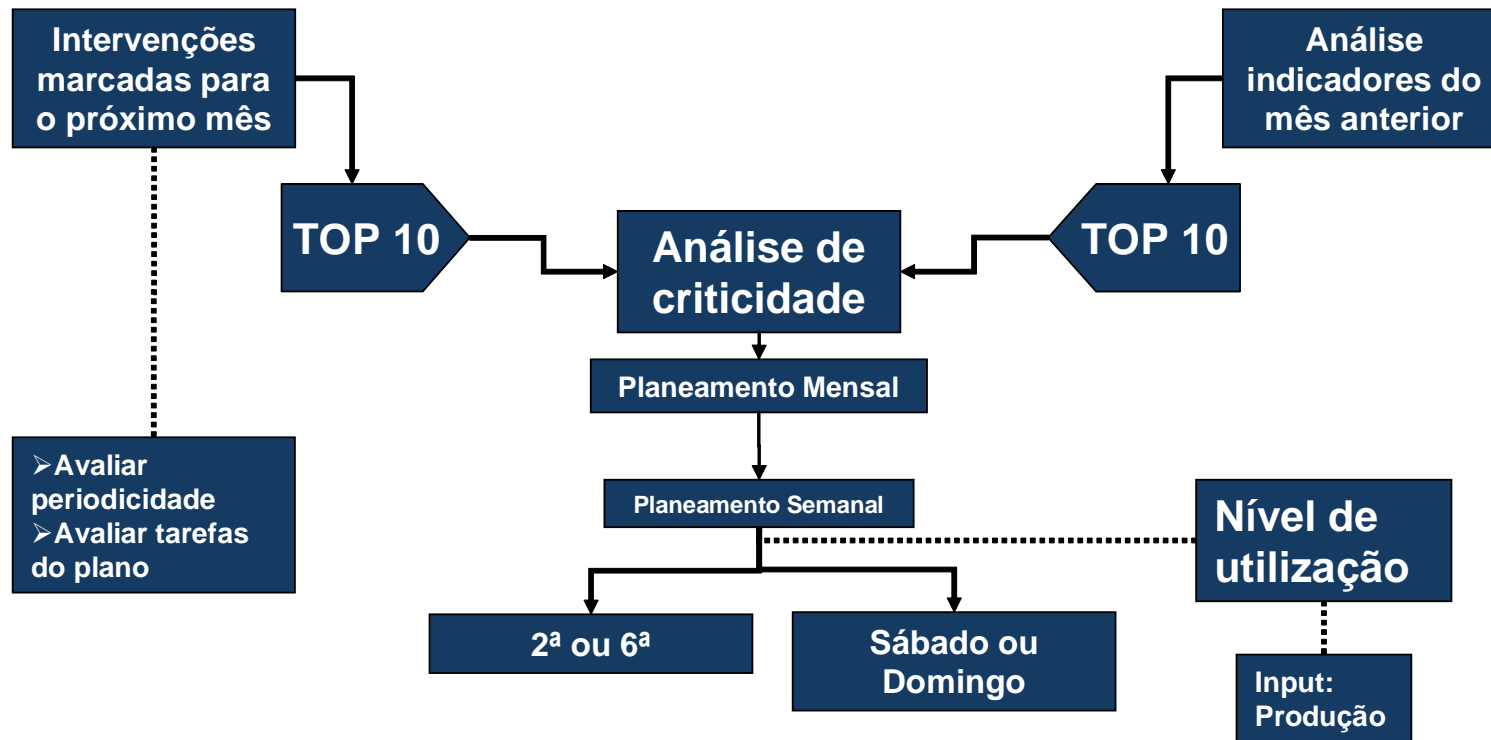 Intervenções
marcadas para
o próximo mês
Análise
indicadores do
mês anterior
TOP 10
TOP 10
Análise de
criticidade
Planeamento Mensal
➢Avaliar
periodicidade
➢Avaliar tarefas
do plano
Planeamento Semanal
Nível de
utilização
2ª ou 6ª
Sábado ou
Domingo
Input:
Produção